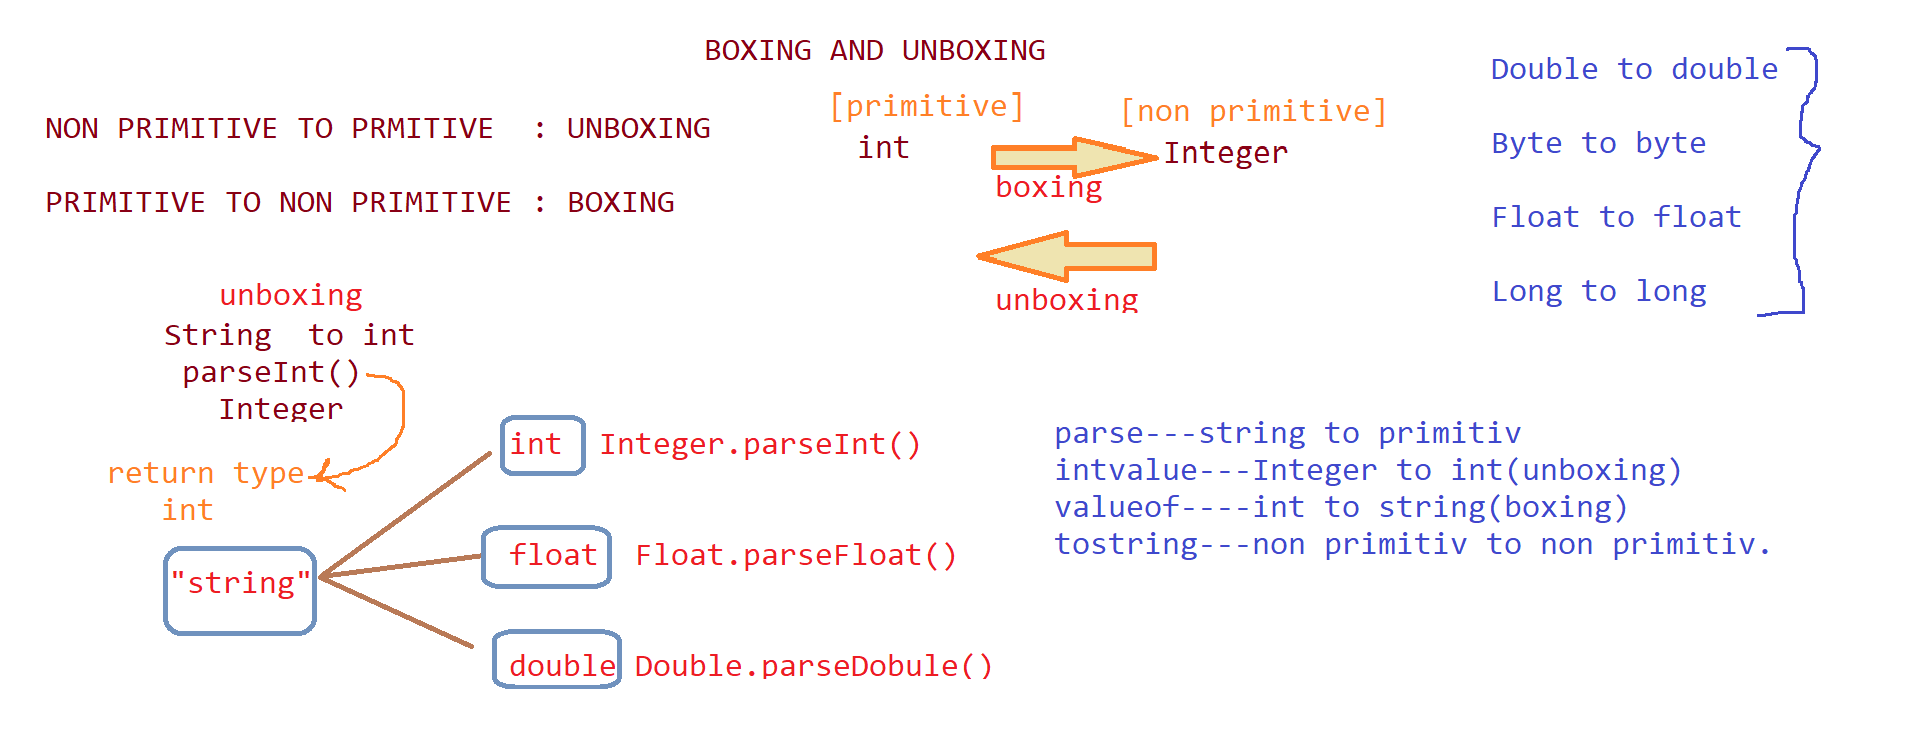 BOXING AND UNBOXING
NON PRIMITIVE TO PRMITIVE  : UNBOXING
PRIMITIVE TO NON PRIMITIVE : BOXING
[primitive]
int
[non primitive]
Integer
boxing
unboxing
Double to double
Byte to byte
Float to float
Long to long
unboxing
String  to int
parseInt()
Integer
return type
int
"string"
int Integer.parseInt()
float Float.parseFloat()
double Double.parseDobule()
parse---string to primitiv
intvalue---Integer to int(unboxing)
valueof----int to string(boxing)
tostring---non primitiv to non primitiv.